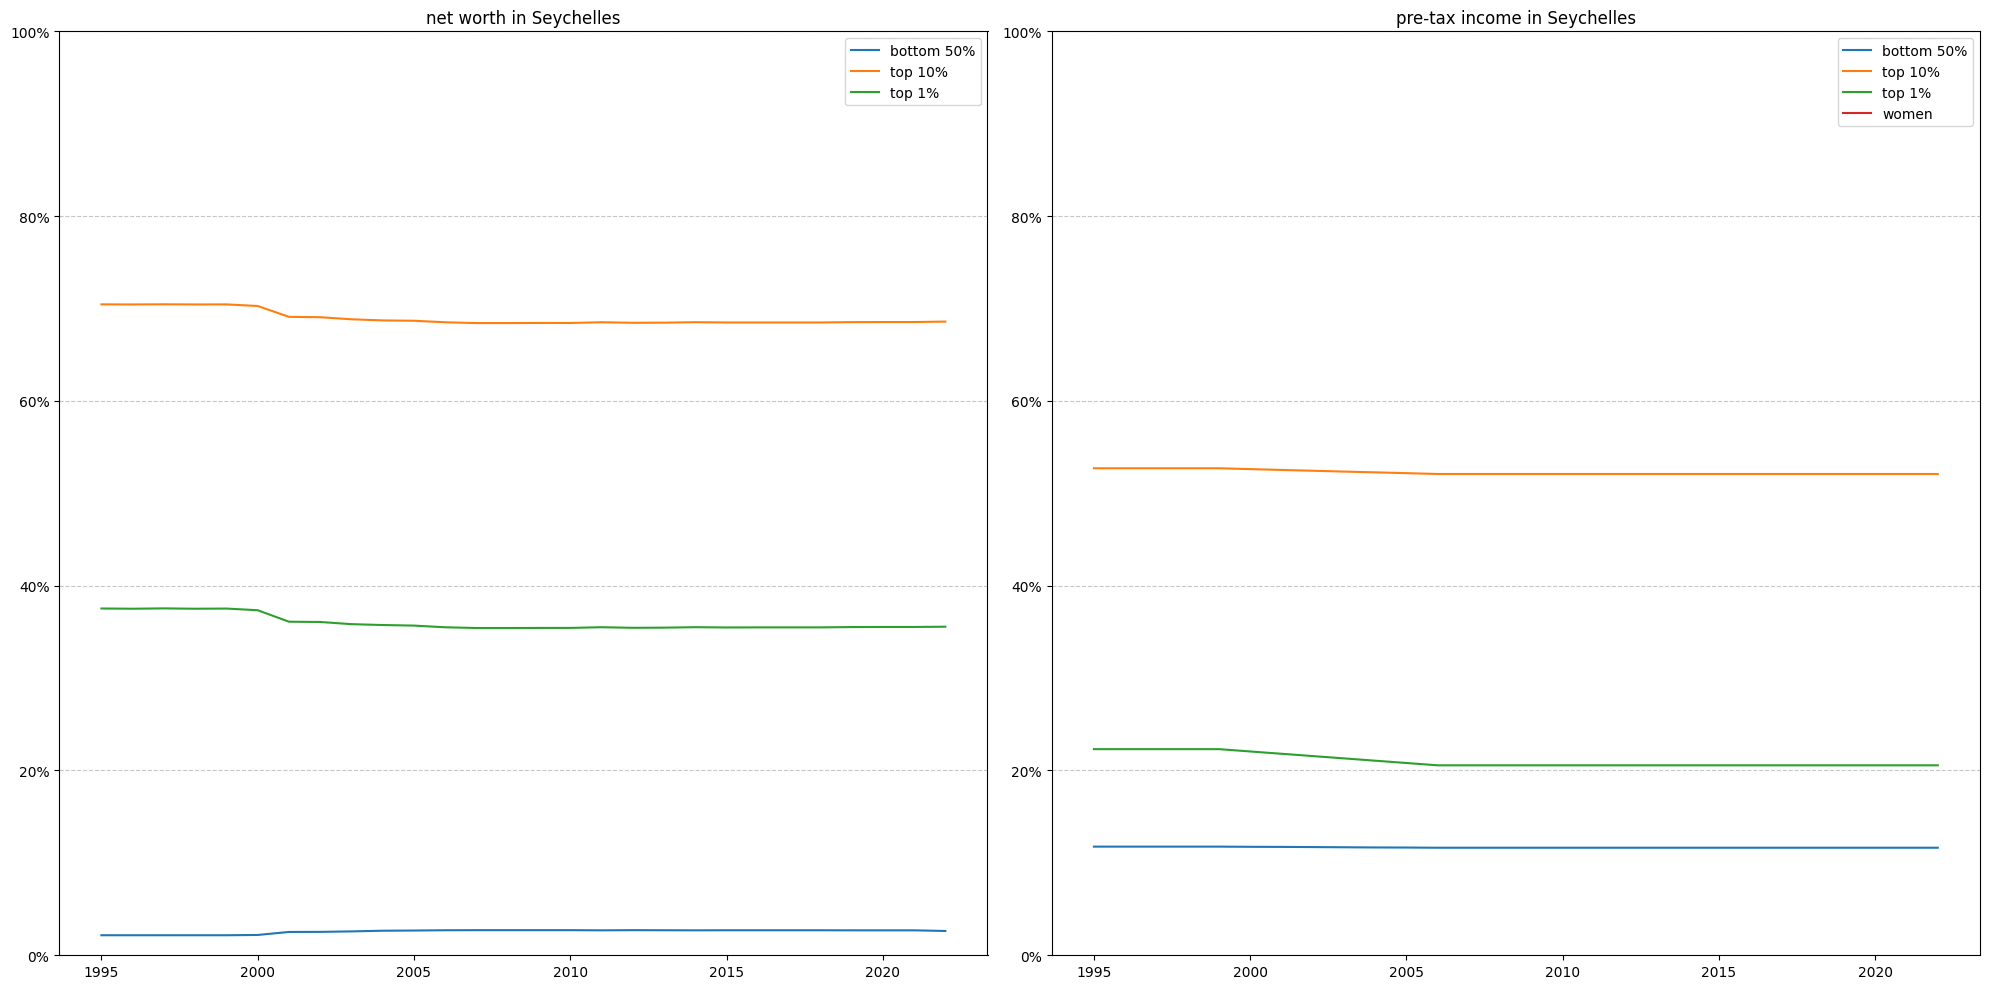 net worth in Seychelles
100%
80%
60%
40%
20%
0%
1995 2000 2005 2010 2015 2020
bottom 50%
top 10%
top 1%
pre-tax income in Seychelles
100%
80%
60%
40%
20%
0%
1995 2000 2005 2010 2015 2020
bottom 50%
top 10%
top 1%
women